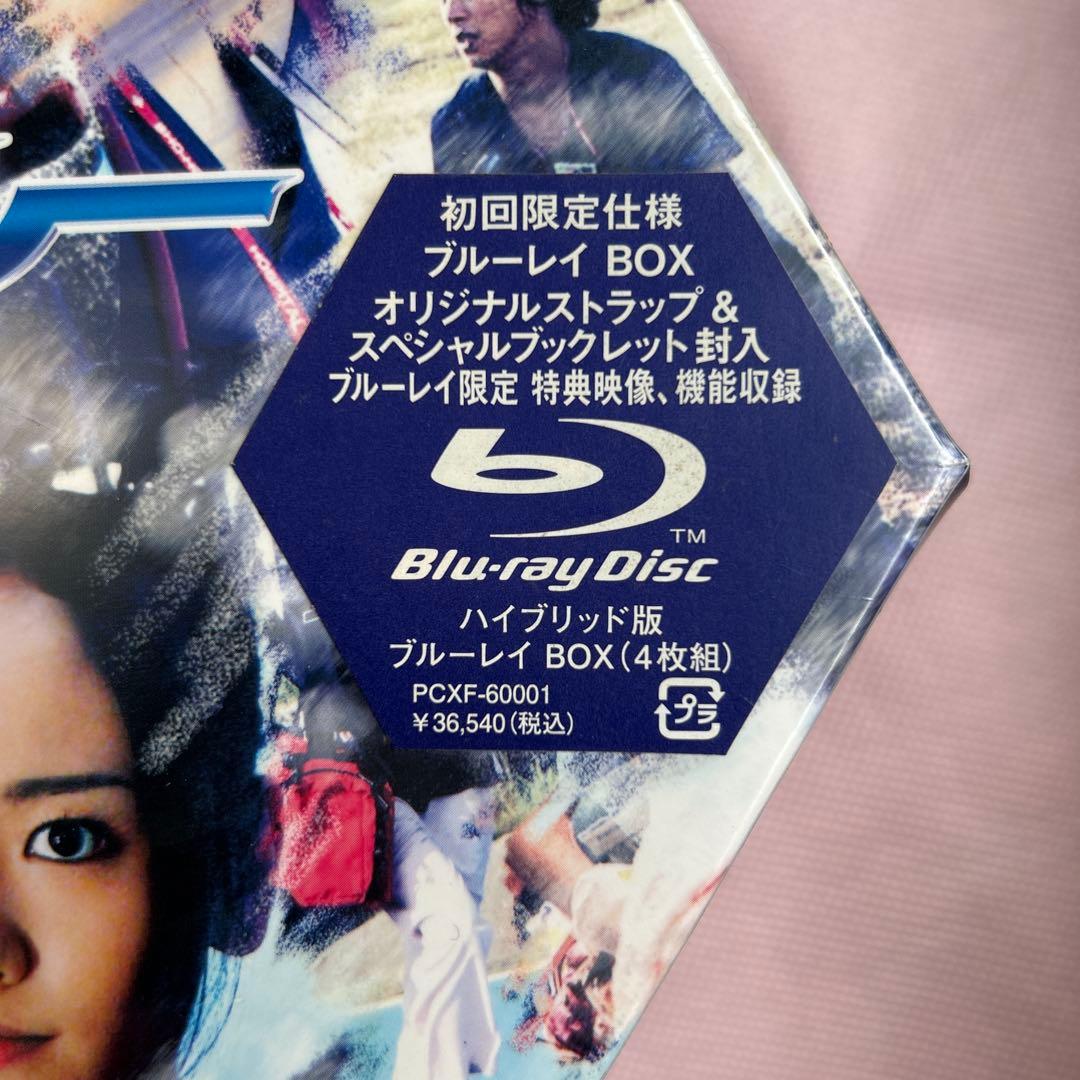 初回限定仕様
ブルーレイ BOX
オリジナルストラップ &
スペシャルブックレット 封入
ブルーレイ限定 特典映像、機能収録
TM
Blu-ray Disc
ハイブリッド版
ブルーレイ BOX(4枚組)
PCXF-60001
¥36,540(税込)
プラ
HOSPITAL